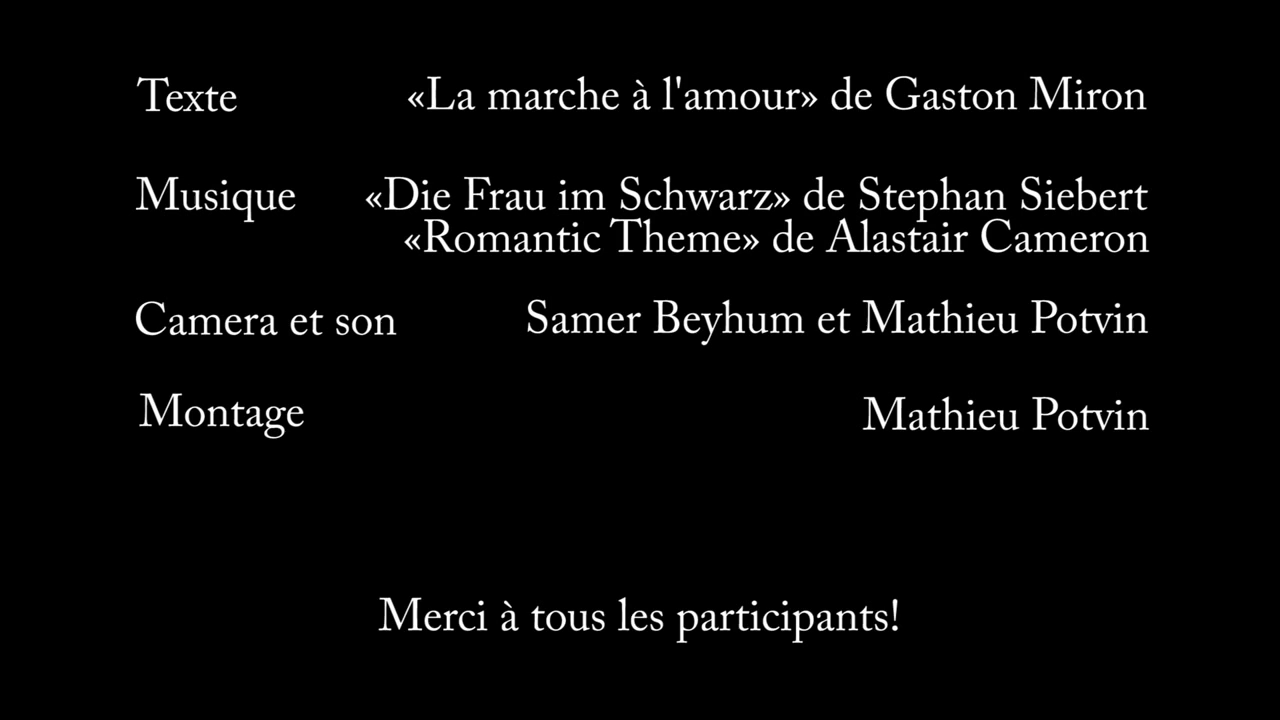 Texte «La marche à l'amour» de Gaston Miron
Musique «Die Frau im Schwarz» de Stephan Siebert
«Romantic Theme» de Alastair Cameron
Camera et son Samer Beyhum et Mathieu Potvin
Montage Mathieu Potvin
Merci à tous les participants!